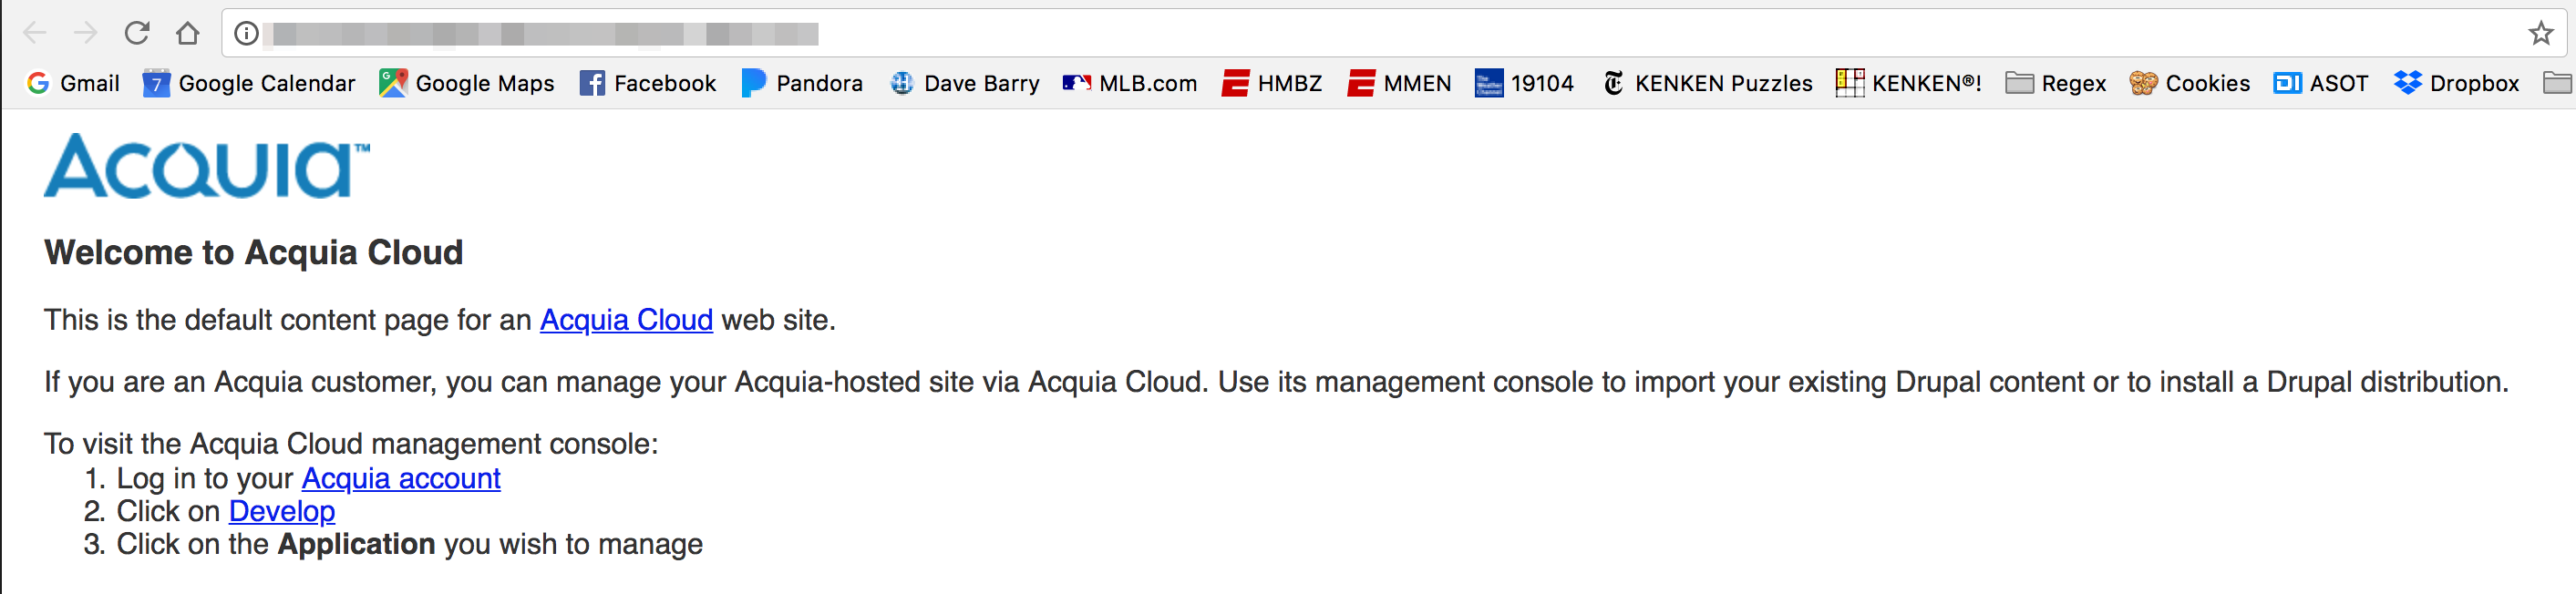 Gmail 7 Google Calendar Google Maps Facebook Pandora Dave Barry MLB.com HMBZ MMEN 19104 KENKEN Puzzles KENKEN®! Regex Cookies ASOT Dropbox
Acquia™
Welcome to Acquia Cloud
This is the default content page for an Acquia Cloud web site.
If you are an Acquia customer, you can manage your Acquia-hosted site via Acquia Cloud. Use its management console to import your existing Drupal content or to install a Drupal distribution.
To visit the Acquia Cloud management console:
1. Log in to your Acquia account
2. Click on Develop
3. Click on the Application you wish to manage